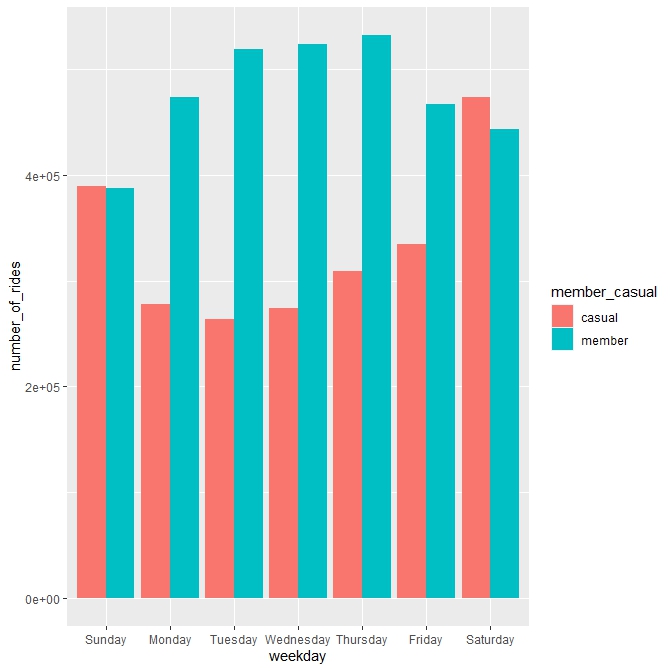 number_of_rides
4e+05
2e+05
0e+00
Sunday Monday Tuesday Wednesday Thursday Friday Saturday
weekday
member_casual
casual
member